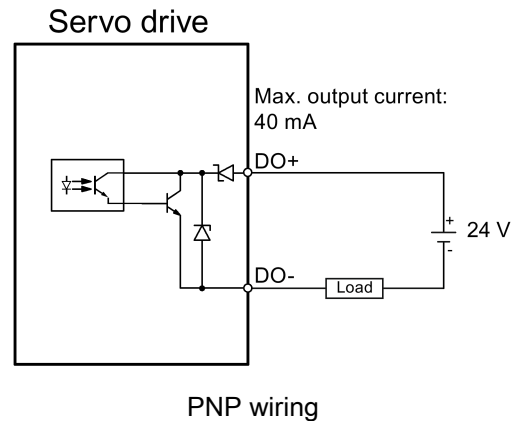 Servo drive
Max. output current:
40 mA
DO+
+
24 V
-
DO-
Load
PNP wiring